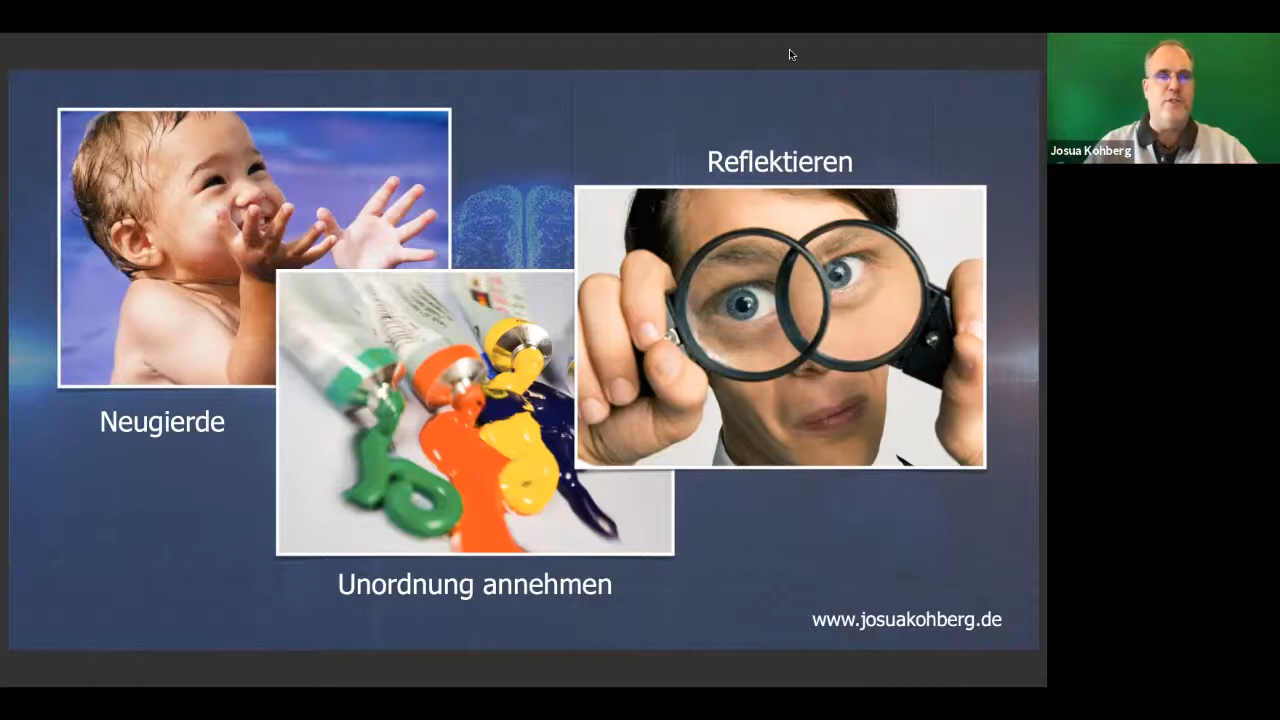 Reflektieren
Josua Kohberg
Neugierde
Unordnung annehmen
www.josuakohberg.de